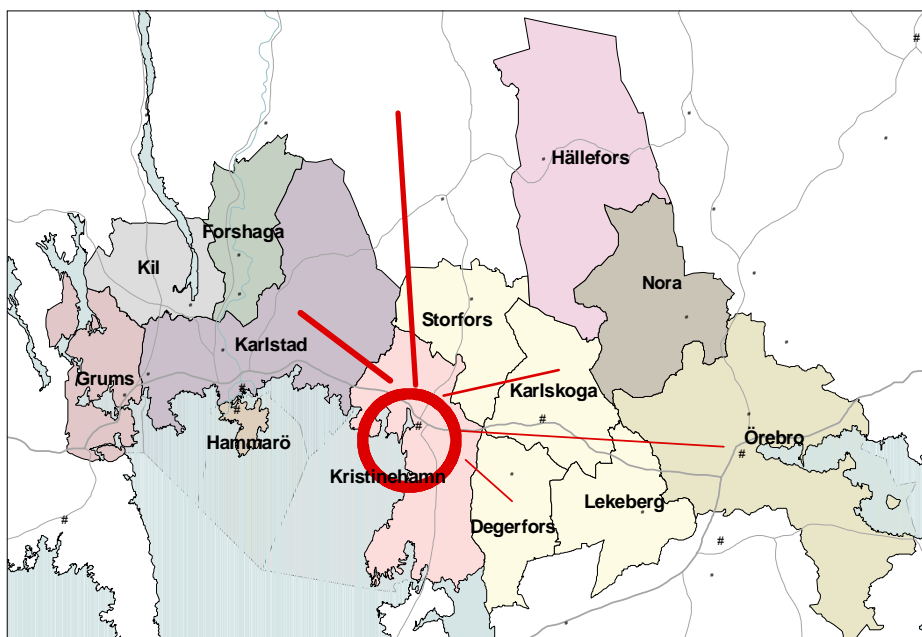 Hällefors
Forshaga
Kil
Nora
Storfors
Karlstad
Grums
Karlskoga
Örebro
Hammarö
Kristinehamn
Lekeberg
Degerfors